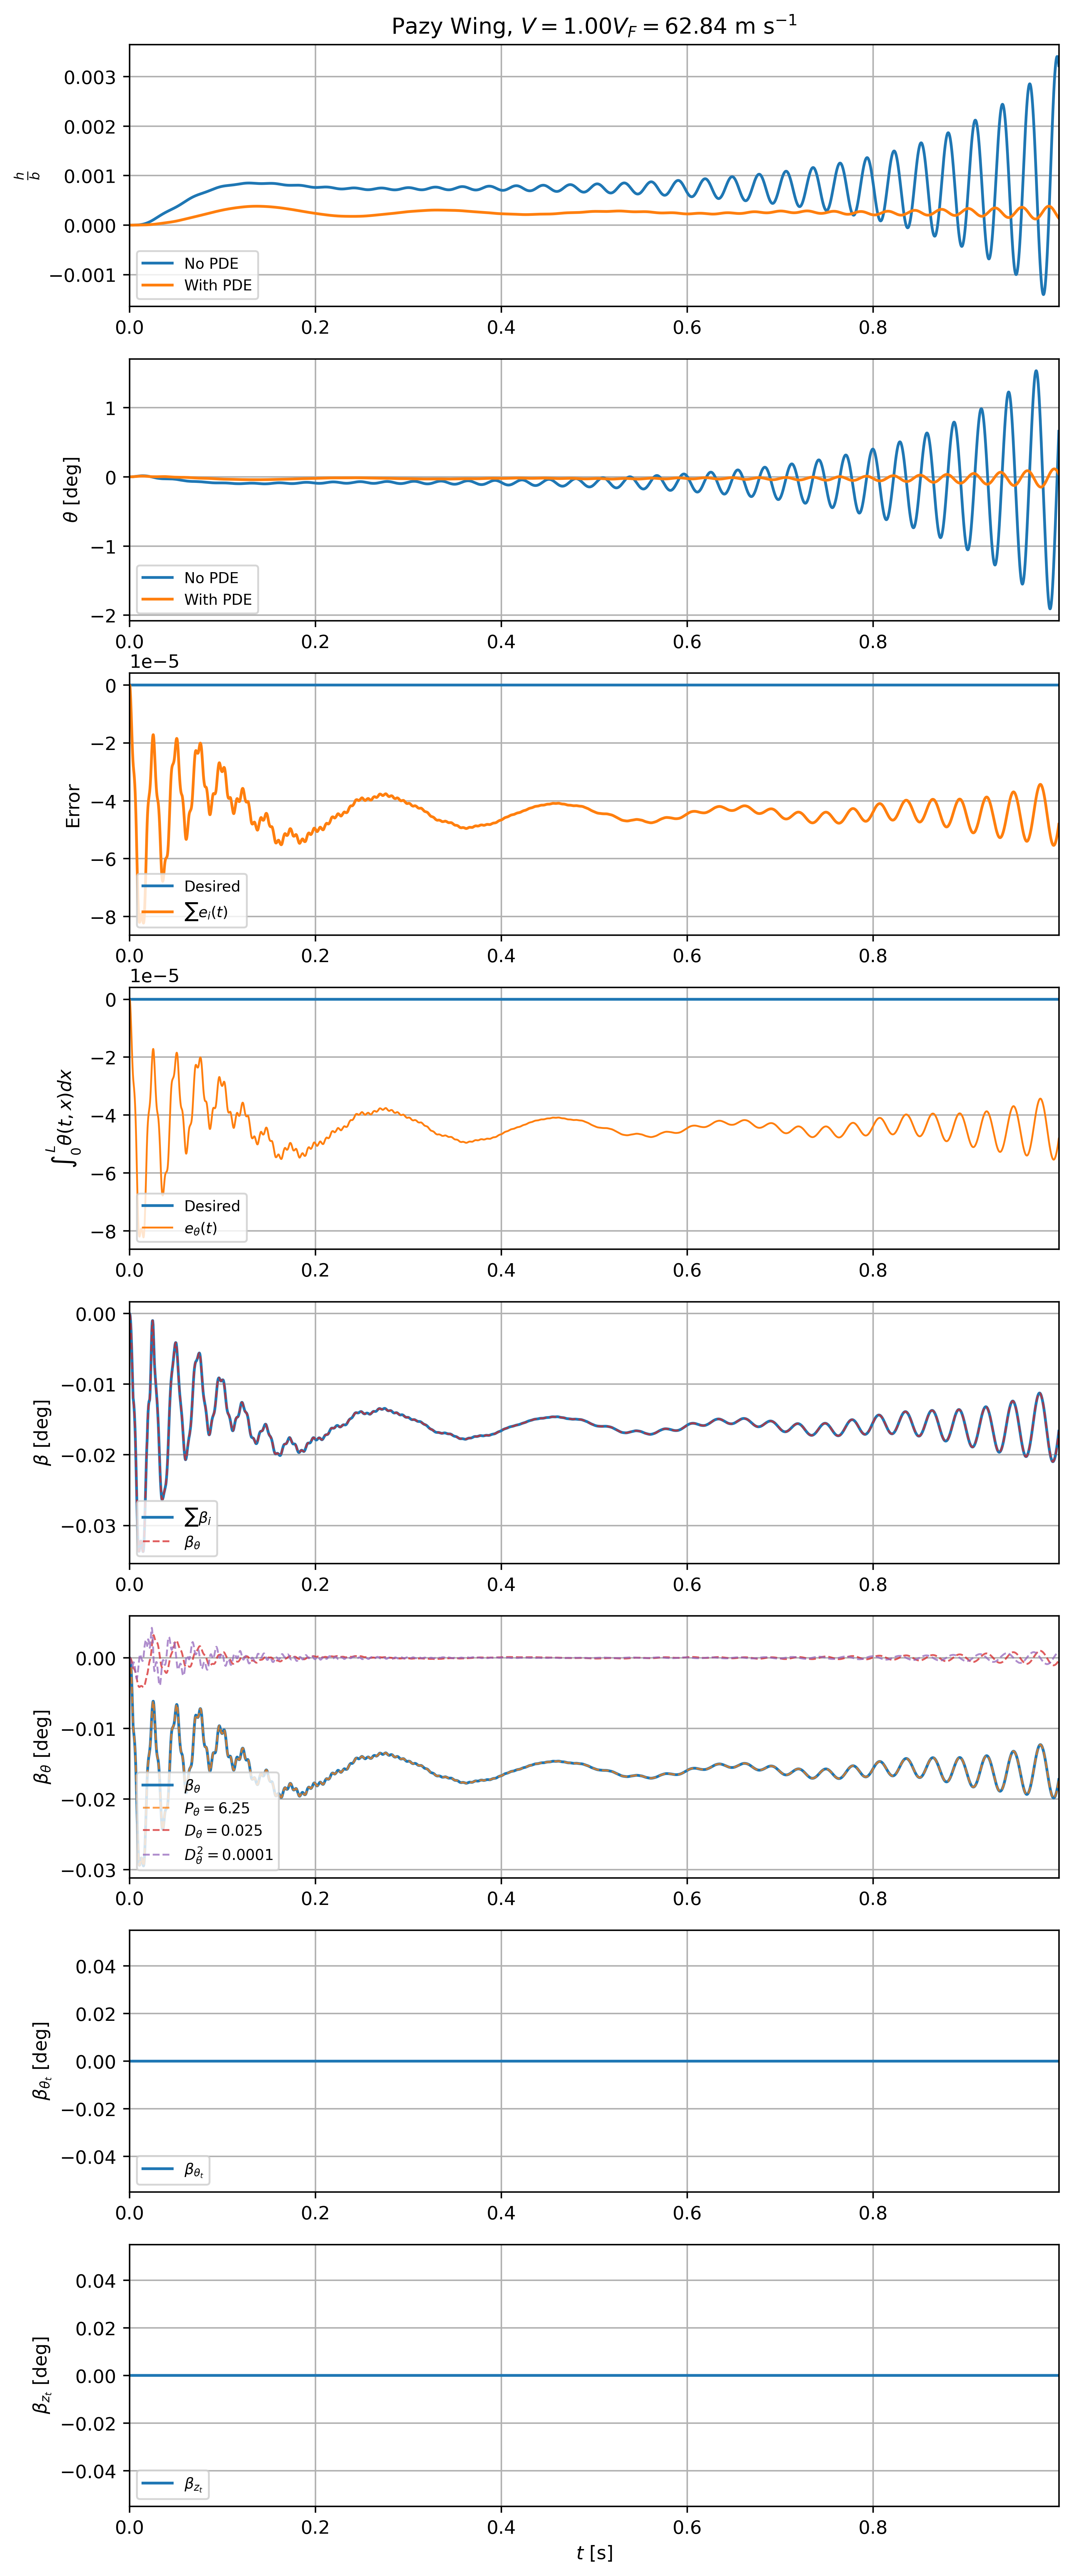 Pazy Wing, V = 1.00V_F = 62.84 m s⁻¹
h/b
0.003
0.002
0.001
0.000
−0.001
No PDE
With PDE
0.0 0.2 0.4 0.6 0.8
θ [deg]
1
0
−1
−2
No PDE
With PDE
0.0 0.2 0.4 0.6 0.8
1e−5
Error
0
−2
−4
−6
−8
Desired
∑e_i(t)
0.0 0.2 0.4 0.6 0.8
1e−5
∫₀ᴸθ(t, x)dx
0
−2
−4
−6
−8
Desired
e_θ(t)
0.0 0.2 0.4 0.6 0.8
β [deg]
0.00
−0.01
−0.02
−0.03
∑β_i
β_θ
0.0 0.2 0.4 0.6 0.8
β_θ [deg]
0.00
−0.01
−0.02
−0.03
β_θ
P_θ = 6.25
D_θ = 0.025
D_θ² = 0.0001
0.0 0.2 0.4 0.6 0.8
β_θ_t [deg]
0.04
0.02
0.00
−0.02
−0.04
β_θ_t
0.0 0.2 0.4 0.6 0.8
β_z_t [deg]
0.04
0.02
0.00
−0.02
−0.04
β_z_t
0.0 0.2 0.4 0.6 0.8
t [s]